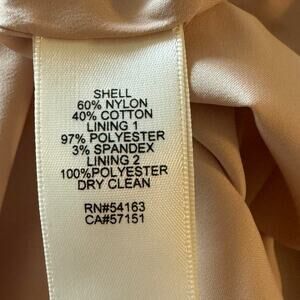 SHELL
60% NYLON
40% COTTON
LINING 1
97% POLYESTER
3% SPANDEX
LINING 2
100%POLYESTER
DRY CLEAN
RN#54163
CA#57151